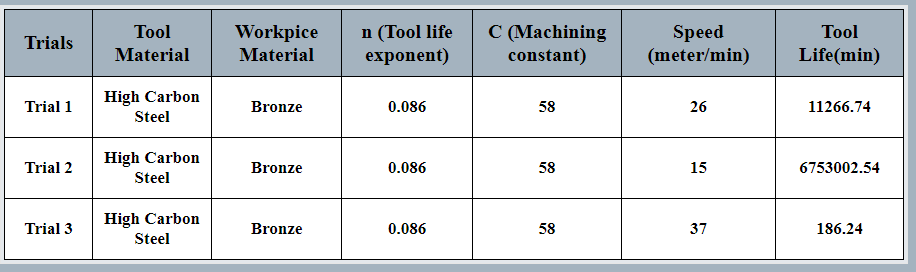 Trials Tool Material Workpice Material n (Tool life exponent) C (Machining constant) Speed (meter/min) Tool Life(min)
Trial 1 High Carbon Steel Bronze 0.086 58 26 11266.74
Trial 2 High Carbon Steel Bronze 0.086 58 15 6753002.54
Trial 3 High Carbon Steel Bronze 0.086 58 37 186.24